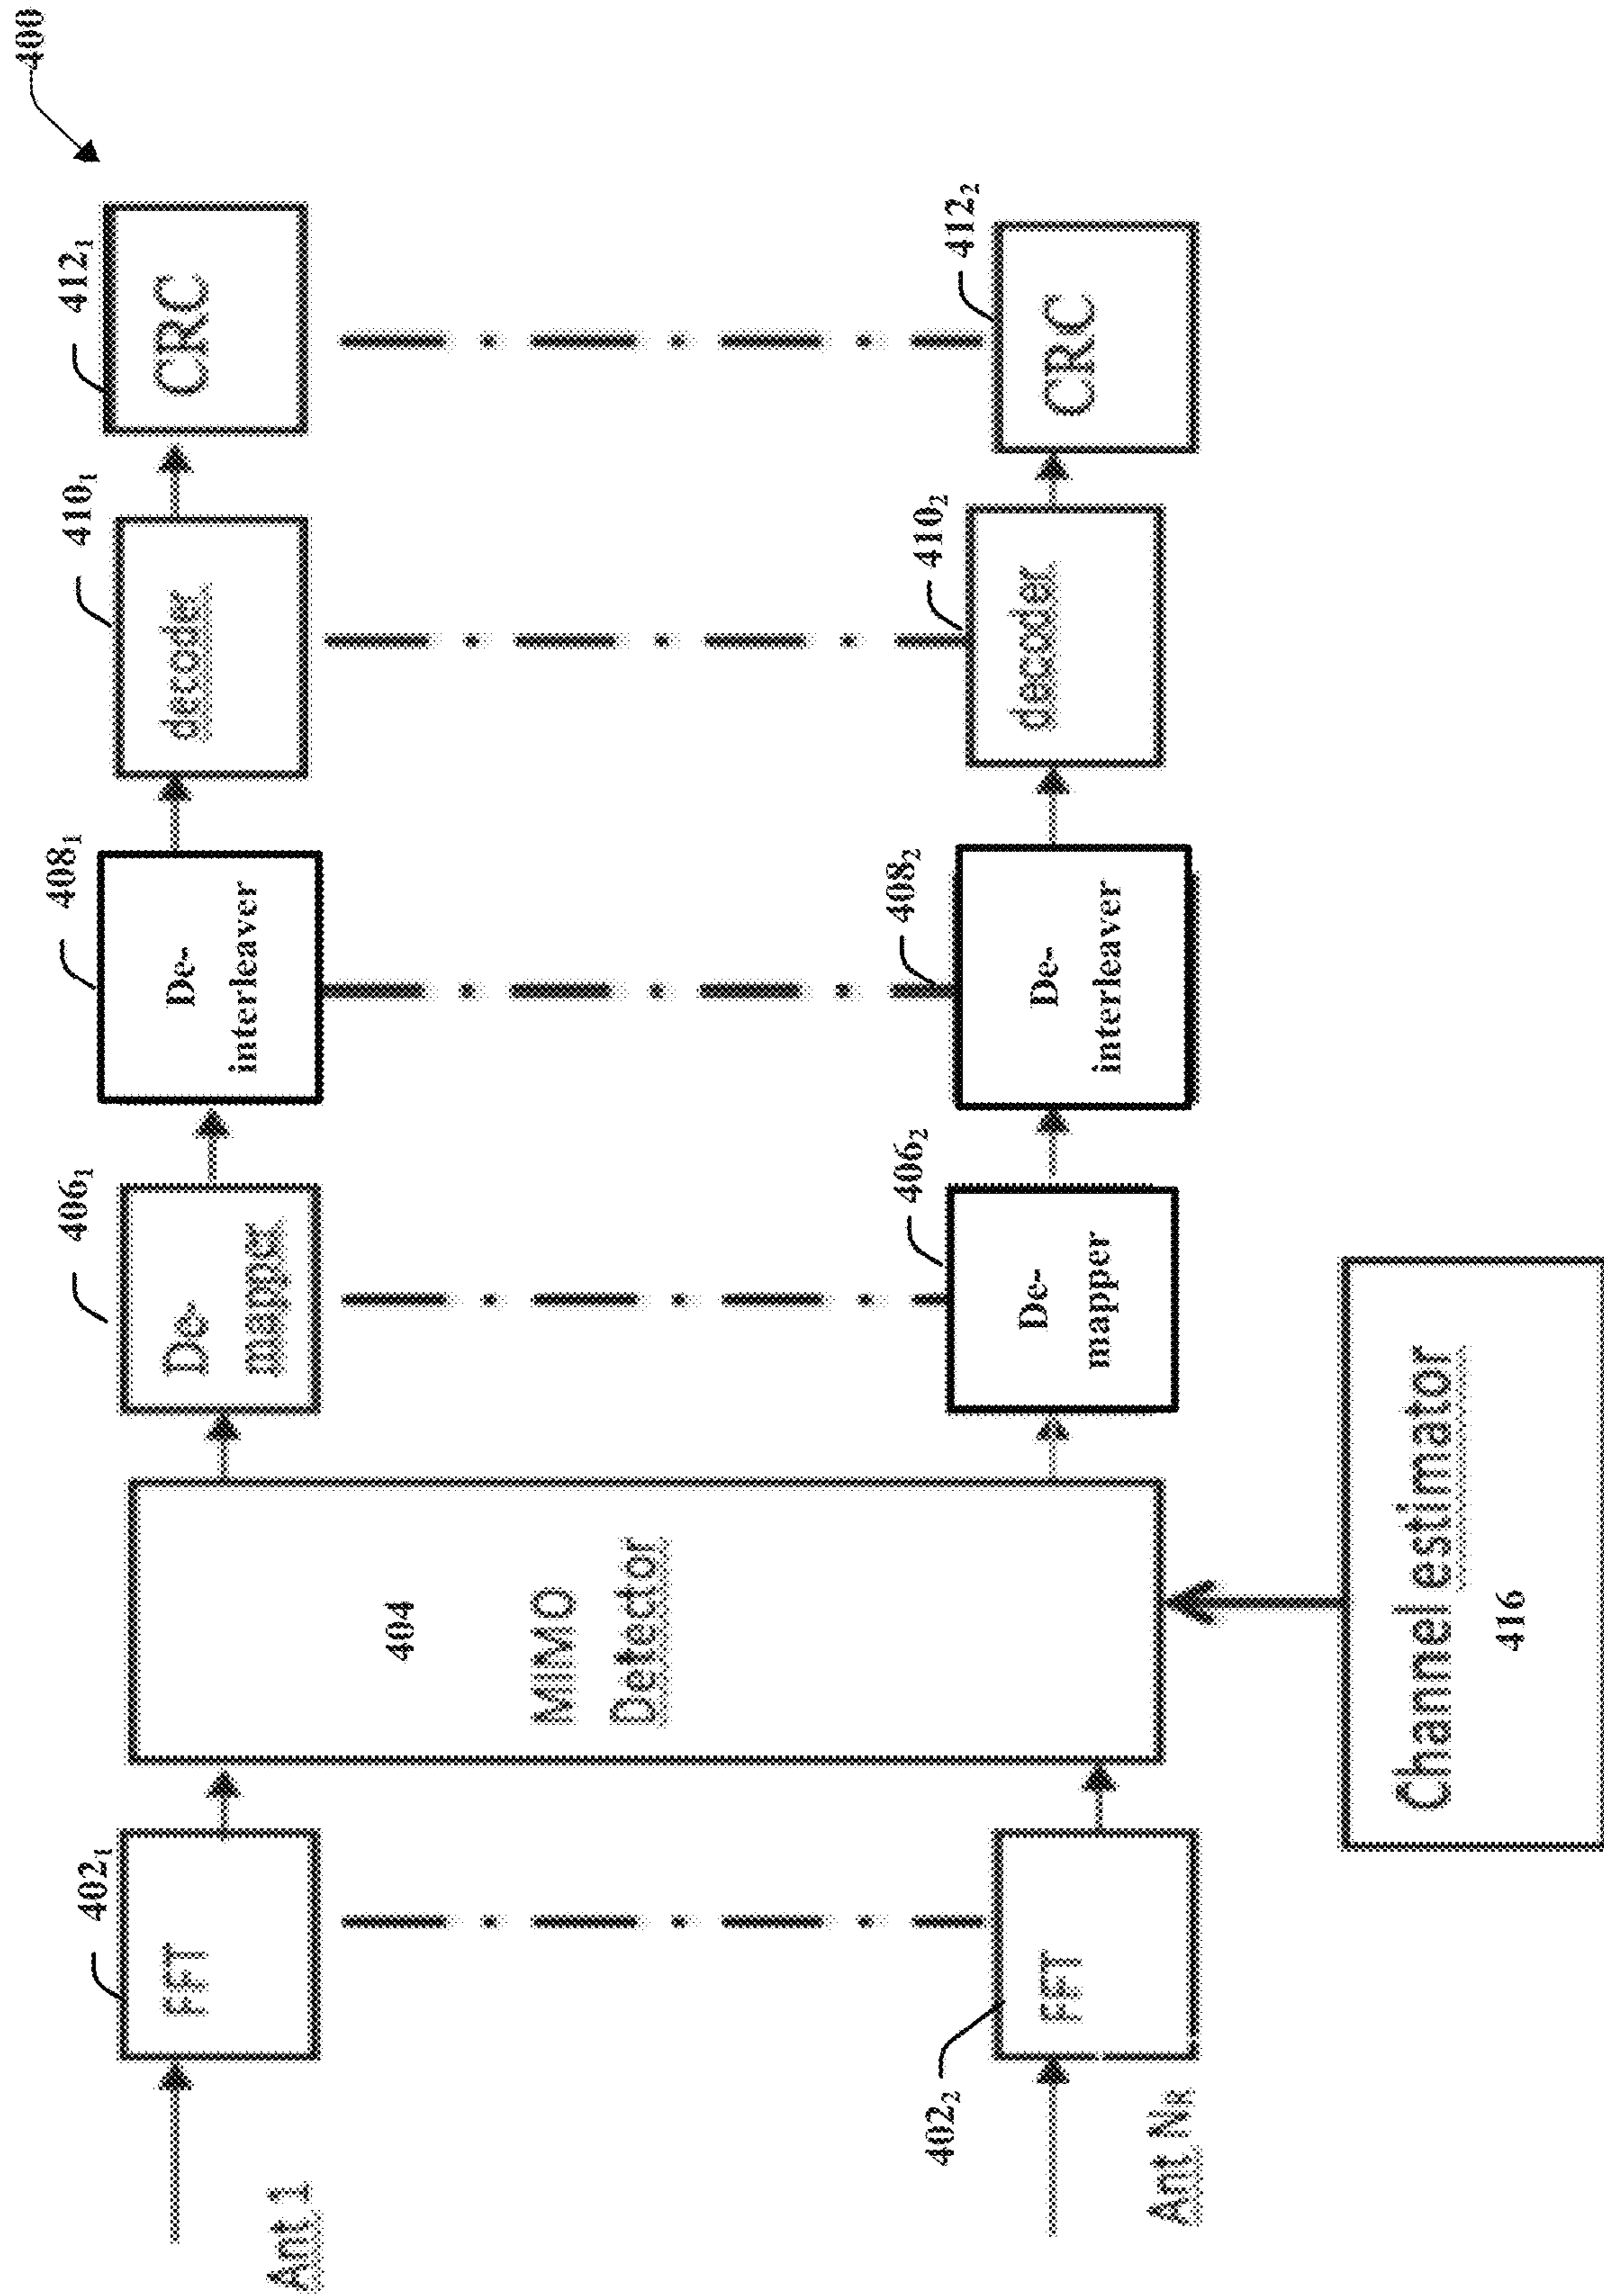 400
412₁
CRC
410₁
decoder
408₁
De-
interleaver
406₁
De-
mapper
402₁
FFT
Ant 1
404
MIMO
Detector
412₂
CRC
410₂
decoder
408₂
De-
interleaver
406₂
De-
mapper
402₂
FFT
Ant Nᴿ
Channel estimator
416